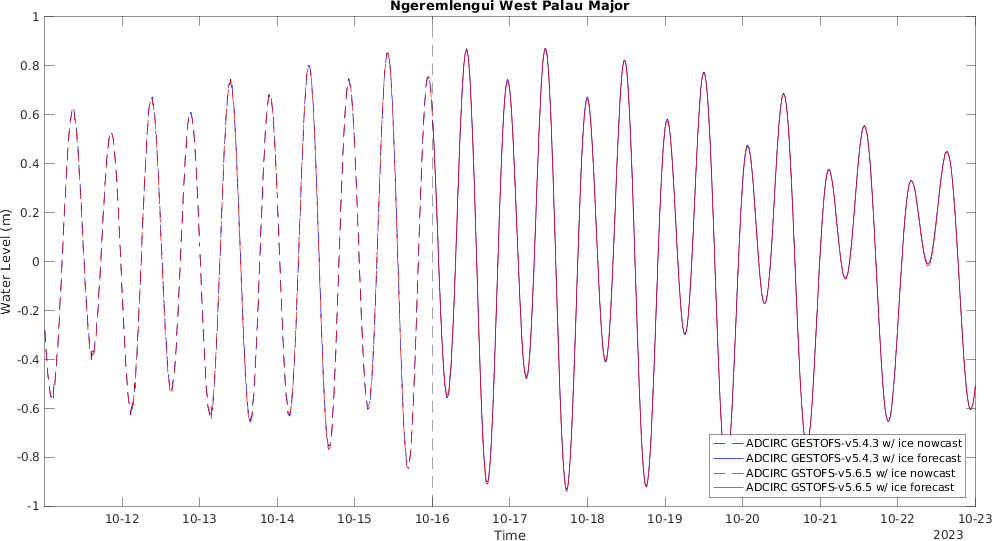 Ngeremlengui West Palau Major
1
0.8
0.6
0.4
0.2
0
-0.2
-0.4
-0.6
-0.8
-1
Water Level (m)
ADCIRC GESTOFS-v5.4.3 w/ ice nowcast
ADCIRC GESTOFS-v5.4.3 w/ ice forecast
ADCIRC GSTOFS-v5.6.5 w/ ice nowcast
ADCIRC GSTOFS-v5.6.5 w/ ice forecast
10-12 10-13 10-14 10-15 10-16 10-17 10-18 10-19 10-20 10-21 10-22 10-23
Time
2023